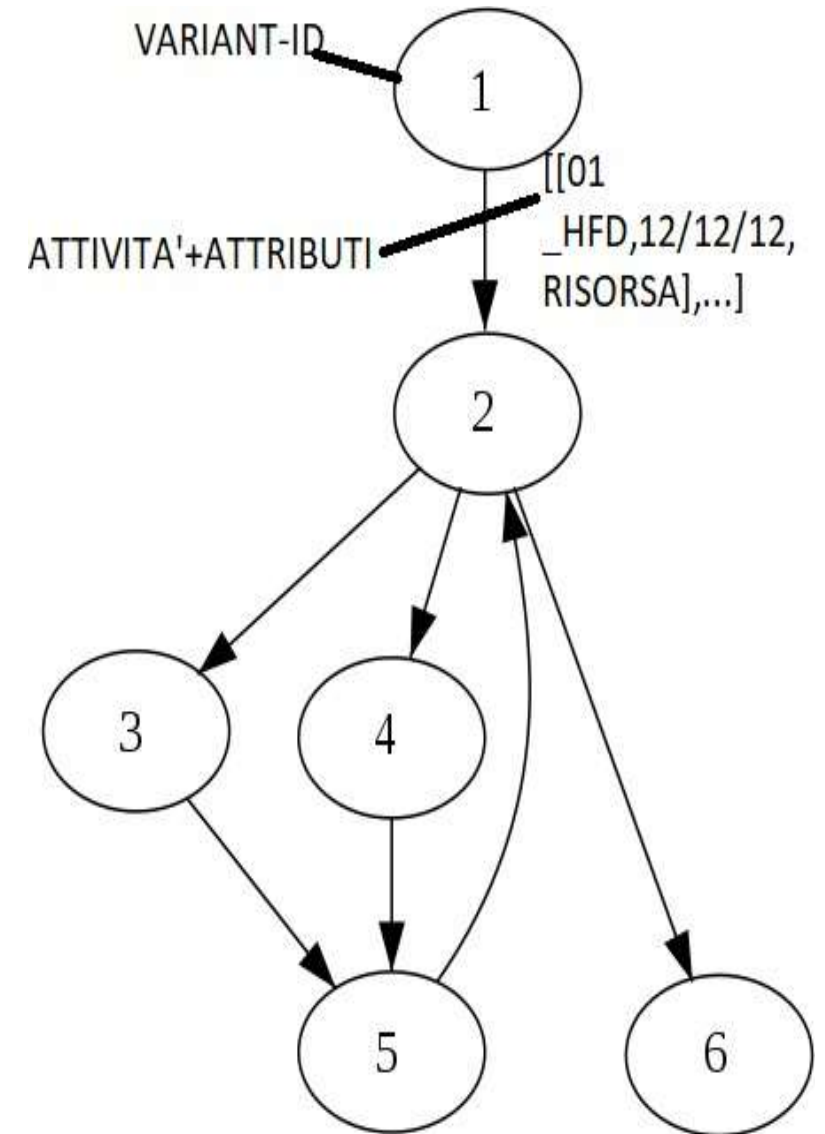 VARIANT-ID
1
[[01
ATTIVITA'+ATTRIBUTI
_HFD,12/12/12,
RISORSA],...]
2
3
4
5
6